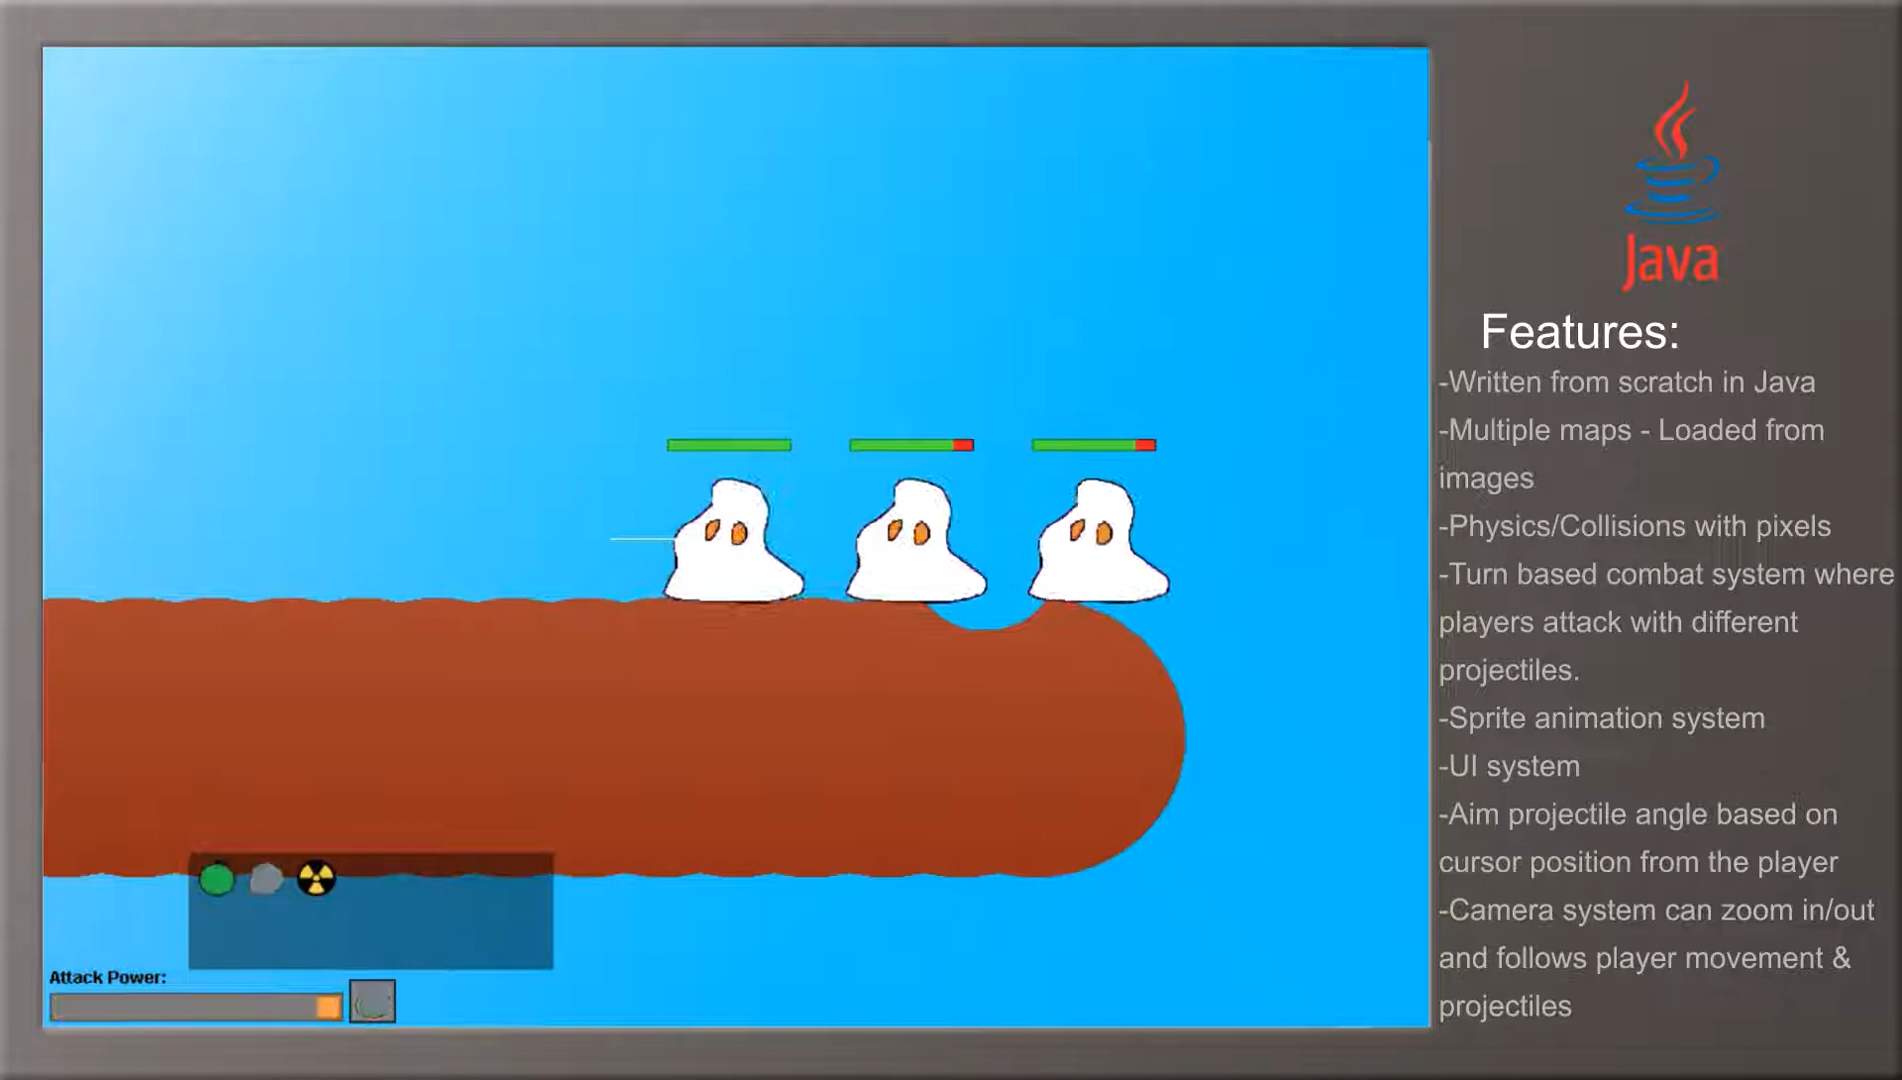 Java
Features:
-Written from scratch in Java
-Multiple maps - Loaded from
images
-Physics/Collisions with pixels
-Turn based combat system where
players attack with different
projectiles.
-Sprite animation system
-UI system
-Aim projectile angle based on
cursor position from the player
-Camera system can zoom in/out
and follows player movement &
projectiles
Attack Power: